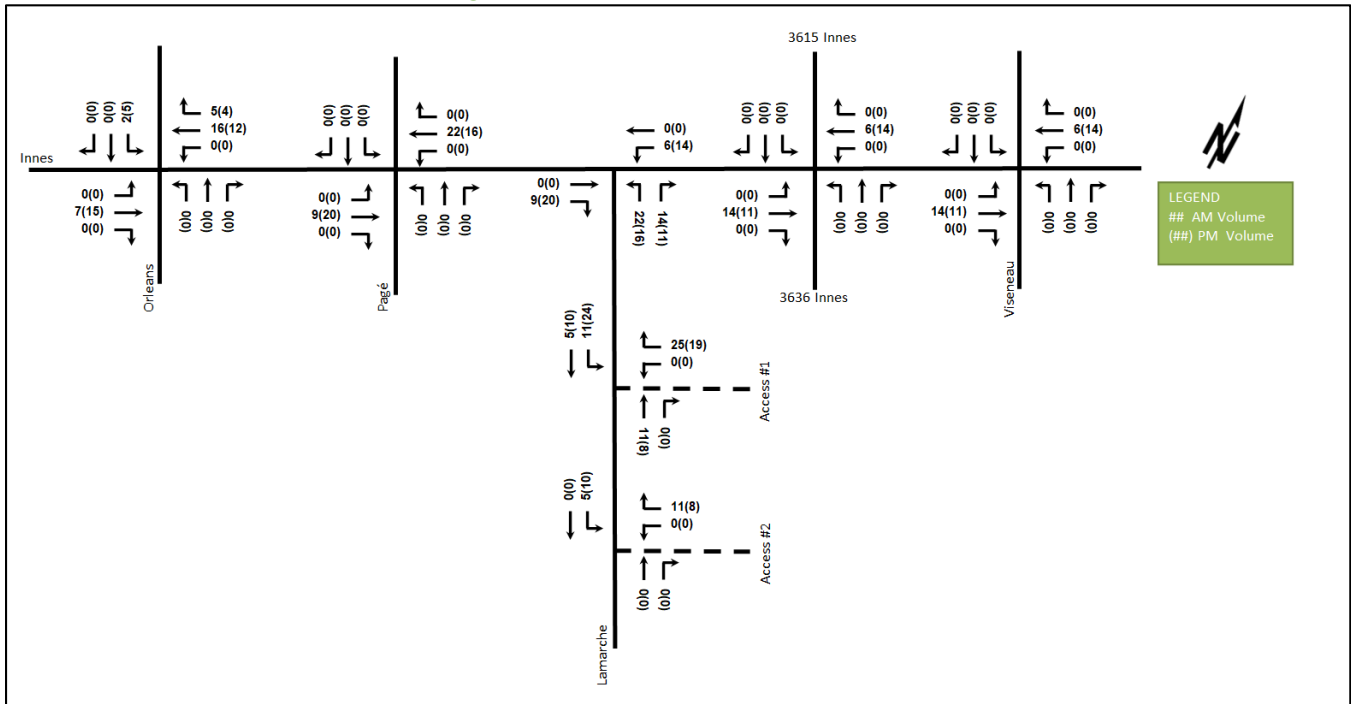 3615 Innes
0(0) 0(0) 2(5)
5(4)
16(12)
0(0)
0(0) 0(0) 0(0)
0(0)
22(16)
0(0)
0(0)
6(14)
0(0) 0(0) 0(0)
0(0)
6(14)
0(0)
0(0) 0(0) 0(0)
0(0)
6(14)
0(0)
Innes
0(0)
7(15)
0(0)
0(0) 0(0) 0(0)
0(0)
9(20)
0(0)
0(0) 0(0) 0(0)
0(0)
9(20)
22(16) 14(11)
0(0)
14(11)
0(0)
0(0) 0(0) 0(0)
0(0)
14(11)
0(0)
0(0) 0(0) 0(0)
LEGEND
## AM Volume
(##) PM Volume
Orleans
Pagé
3636 Innes
Viseneau
5(10) 11(24)
25(19)
0(0)
11(8) 0(0)
Access #1
0(0) 5(10)
11(8)
0(0)
0(0) 0(0)
Access #2
Lamarche